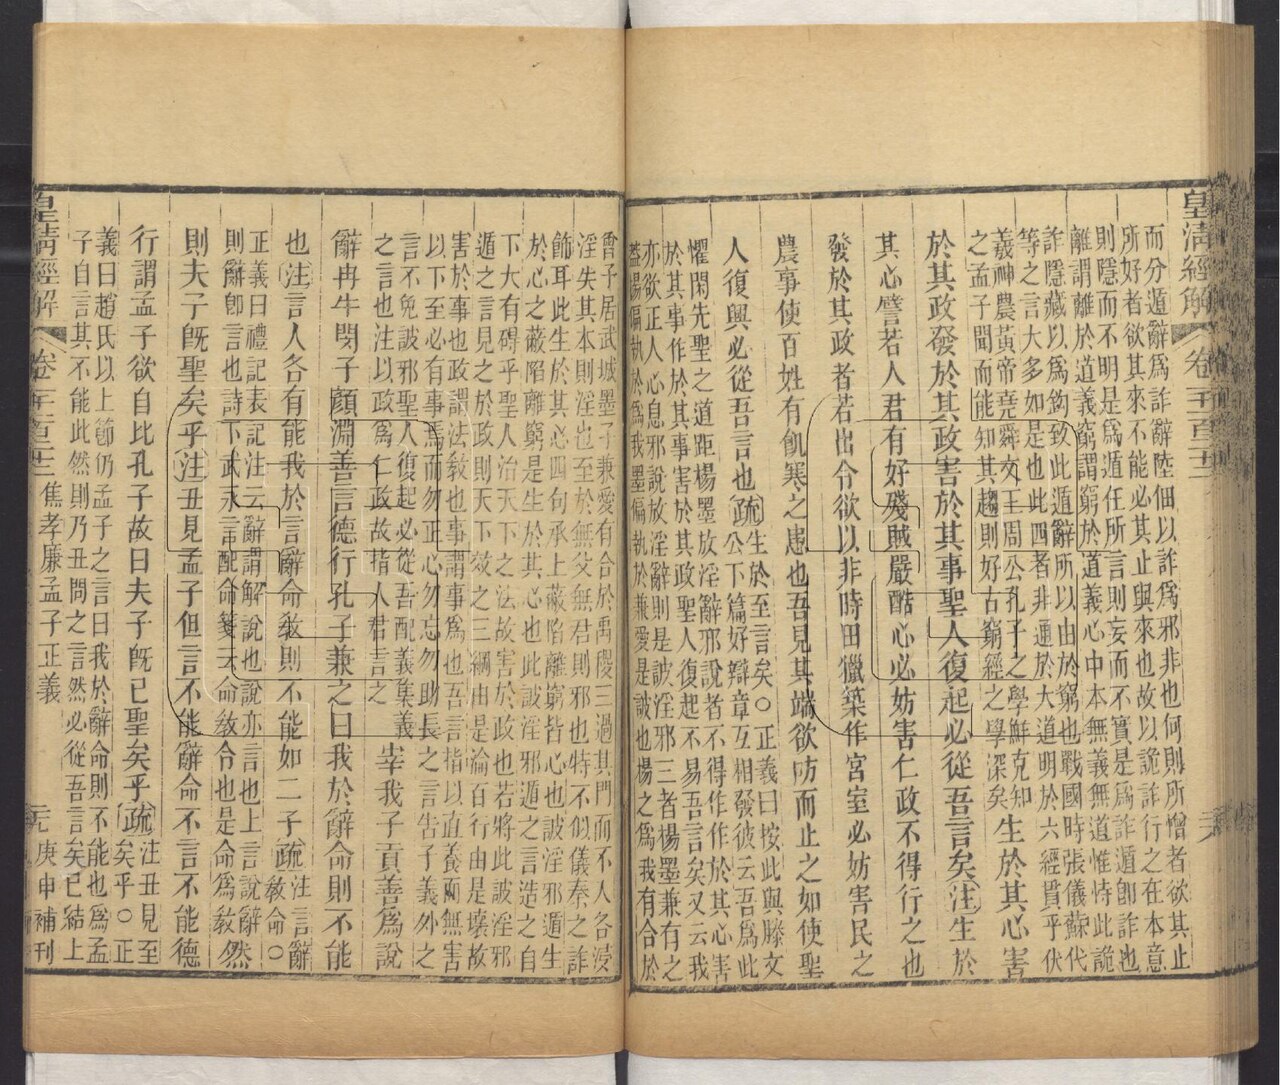 皇清經解 卷千百
而分遁辭爲詐辭陸佃以詐爲邪非也何則所憎者欲其止
所好者欲其來不能必其止與來也故以詭詐行之在本意
則隱而不明是爲遁任所言則妄而不實是爲詐遁卽詐也
離謂離於道義窮謂窮於道義心中本無義無道惟恃此詭
詐隱藏以爲鉤致此遁辭所以由於窮也戰國時張儀蘇代
等之言大多如是也此四者非通於大道明於六經貫乎伏
羲神農黃帝堯舜文王周公孔子之學鮮克知
之孟子聞而能知其趨則好古窮經之學深矣
生於其心害
於其政發於其政害於其事聖人復起必從吾言矣注生於
其心譬若人君有好殘賊嚴酷心必妨害仁政不得行之也
發於其政者若出令欲以非時田獵築作宮室必妨害民之
農事使百姓有飢寒之患也吾見其端欲防而止之如使聖
人復興必從吾言也疏
生於至言矣○正義曰按此與滕文
公下篇好辯章互相發彼云吾爲此
懼閑先聖之道距楊墨放淫辭邪說者不得作作於其心害
於其事作於其事害於其政聖人復起不易吾言矣又云我
亦欲正人心息邪說放淫辭則是詖淫邪三者楊墨兼有之
蓋楊偏執於爲我墨偏執於兼愛是詖也楊之爲我有合於
曾子居武城墨子兼愛有合於禹稷三過其門而不人各浸
淫失其本則淫也至於無父無君則邪也特不似儀秦之詐
飾耳此生於其心四句承上蔽陷離窮皆心也詖淫邪遁生
於心之蔽陷離窮是生於其心也此詖淫邪遁之言造之自
下大有碍乎聖人治天下之法故害於政也若將此詖淫邪
遁之言見之於政則天下效之三綱由是淪百行由是壞故
害於事也政謂法敎也事謂事爲也吾言指以直養而無害
以下至必有事焉而勿正心勿忘勿助長之言告子義外之
言不免詖邪聖人復起必從吾配義集義
之言也注以政爲仁政故指人君言之
宰我子貢善爲說
辭冉牛閔子顏淵善言德行孔子兼之曰我於辭命則不能
也注言人各有能我於言辭命敎則不能如二子疏
注言辭
敎命○
正義曰禮記表記注云辭謂解說也說亦言也上言說辭然
則辭卽言也詩下武永言配命箋云命敎令也是命爲敎然
則夫子旣聖矣乎注丑見孟子但言不能辭命不言不能德
行謂孟子欲自比孔子故曰夫子旣已聖矣乎疏
注丑見至
矣乎○正
義曰趙氏以上節仍孟子之言曰我於辭命則不能也爲孟
子自言其不能此然則乃丑問之言然必從吾言矣已結上
皇清經解 卷千百 焦孝廉孟子正義 庚申補刊